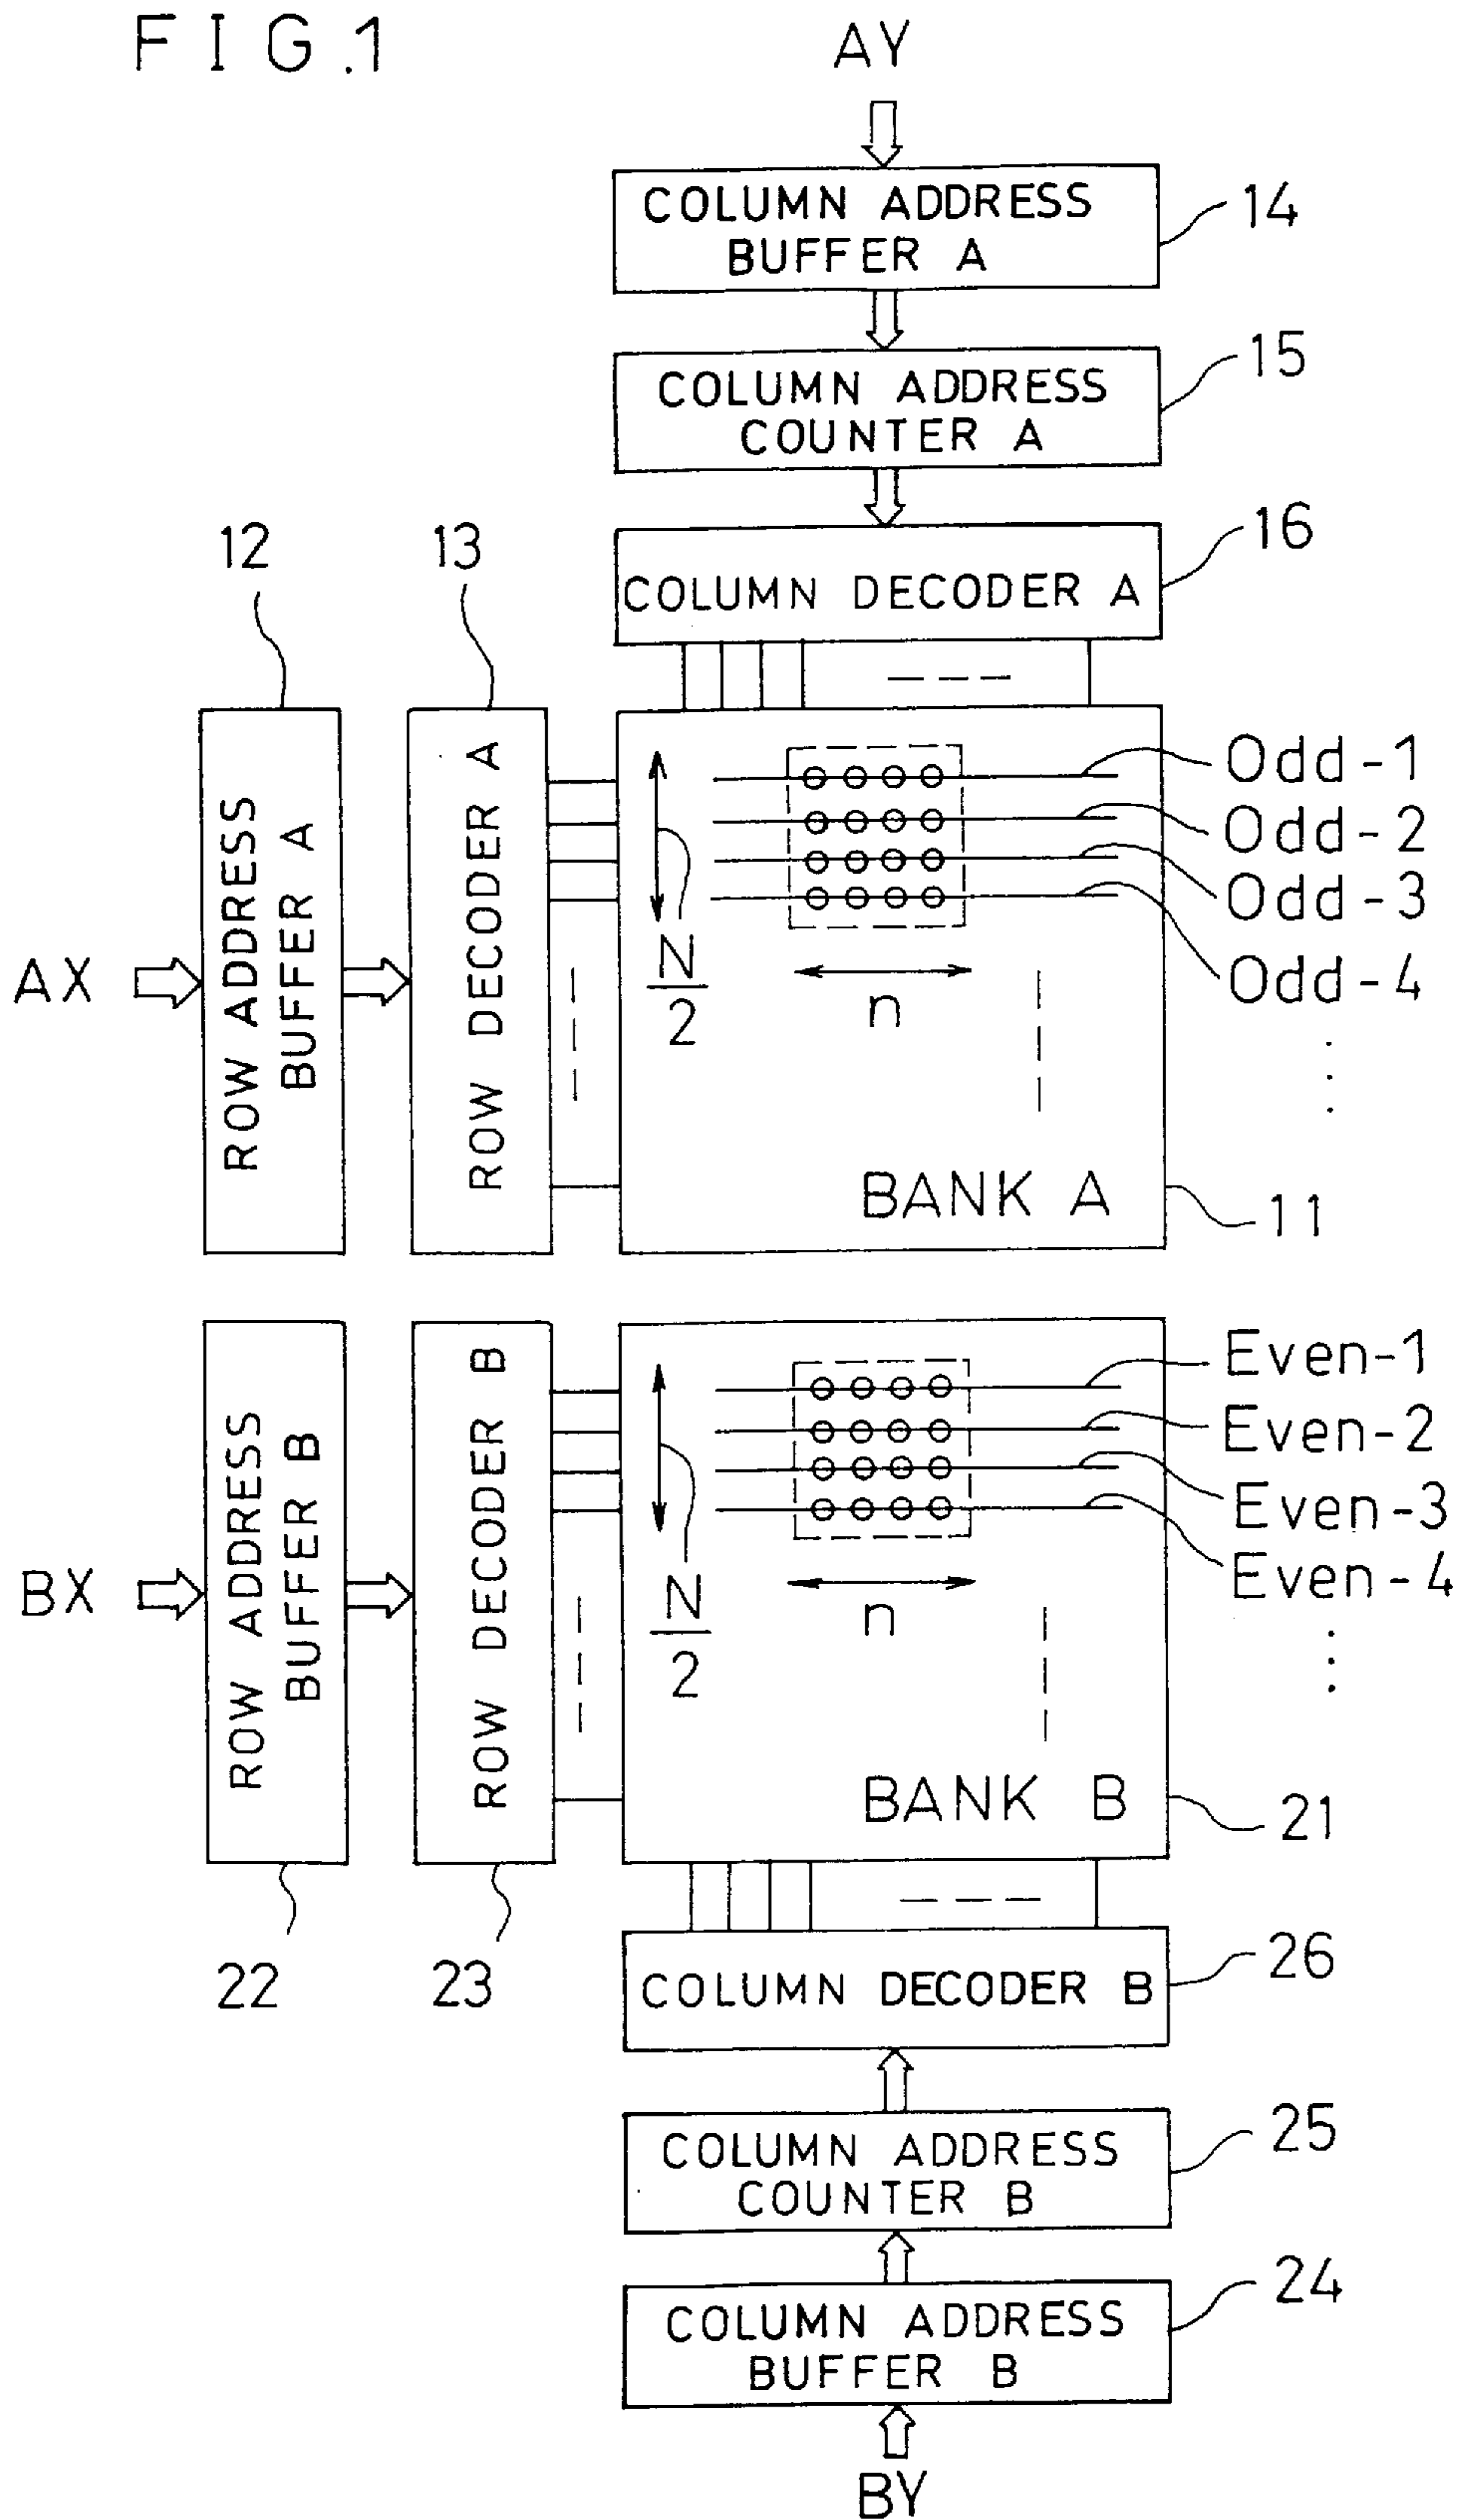 FIG.1
AY
COLUMN ADDRESS
BUFFER A
14
COLUMN ADDRESS
COUNTER A
15
COLUMN DECODER A
16
12
13
ROW ADDRESS
BUFFER A
ROW DECODER A
AX
N
2
n
Odd-1
Odd-2
Odd-3
Odd-4
BANK A
11
ROW ADDRESS
BUFFER B
ROW DECODER B
BX
N
2
n
Even-1
Even-2
Even-3
Even-4
BANK B
21
22
23
COLUMN DECODER B
26
COLUMN ADDRESS
COUNTER B
25
COLUMN ADDRESS
BUFFER B
24
BY